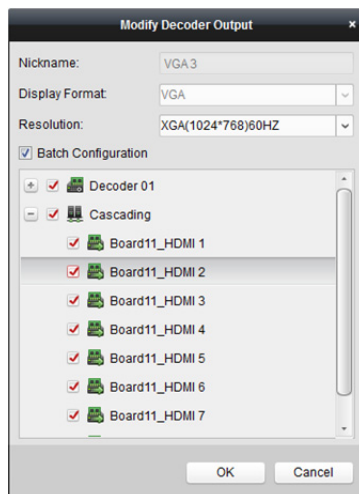 Modify Decoder Output ×
Nickname: VGA 3
Display Format: VGA
Resolution: XGA(1024*768)60HZ
Batch Configuration
Decoder 01
Cascading
Board11_HDMI 1
Board11_HDMI 2
Board11_HDMI 3
Board11_HDMI 4
Board11_HDMI 5
Board11_HDMI 6
Board11_HDMI 7
OK Cancel